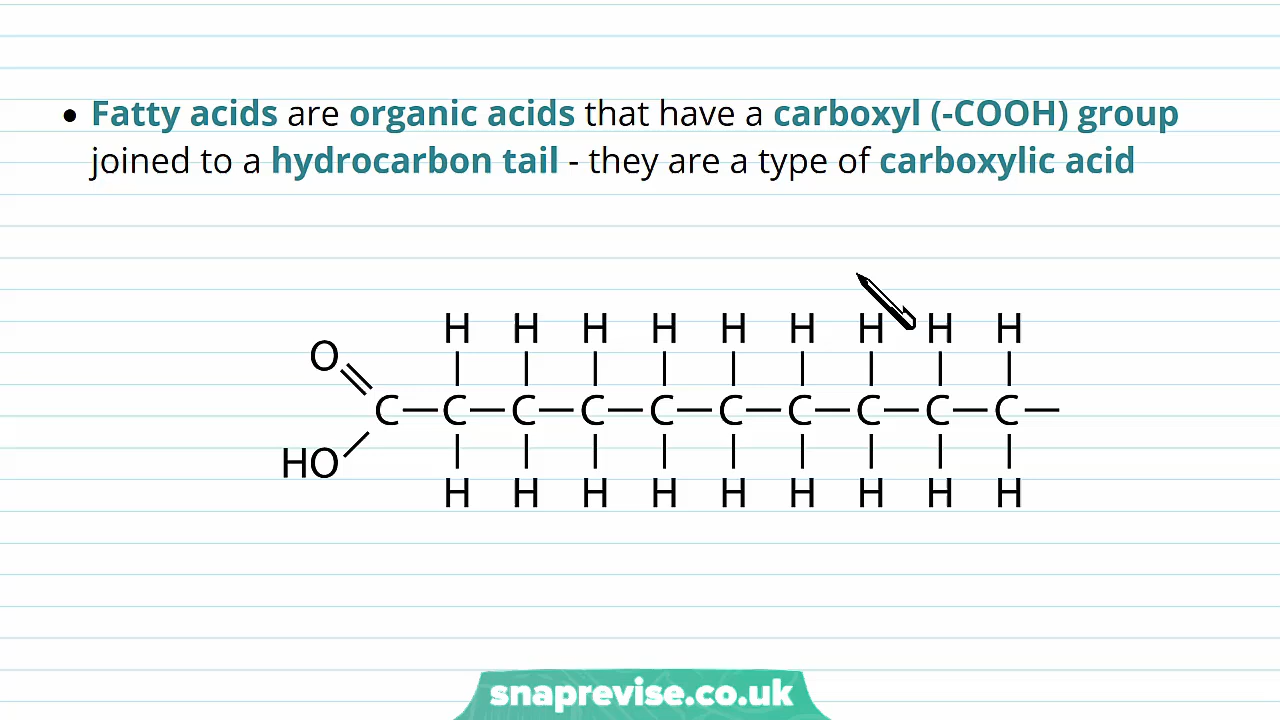 • Fatty acids are organic acids that have a carboxyl (-COOH) group
joined to a hydrocarbon tail - they are a type of carboxylic acid
H H H H H H H H H
O
C C C C C C C C C C
HO
H H H H H H H H H
snaprevise.co.uk